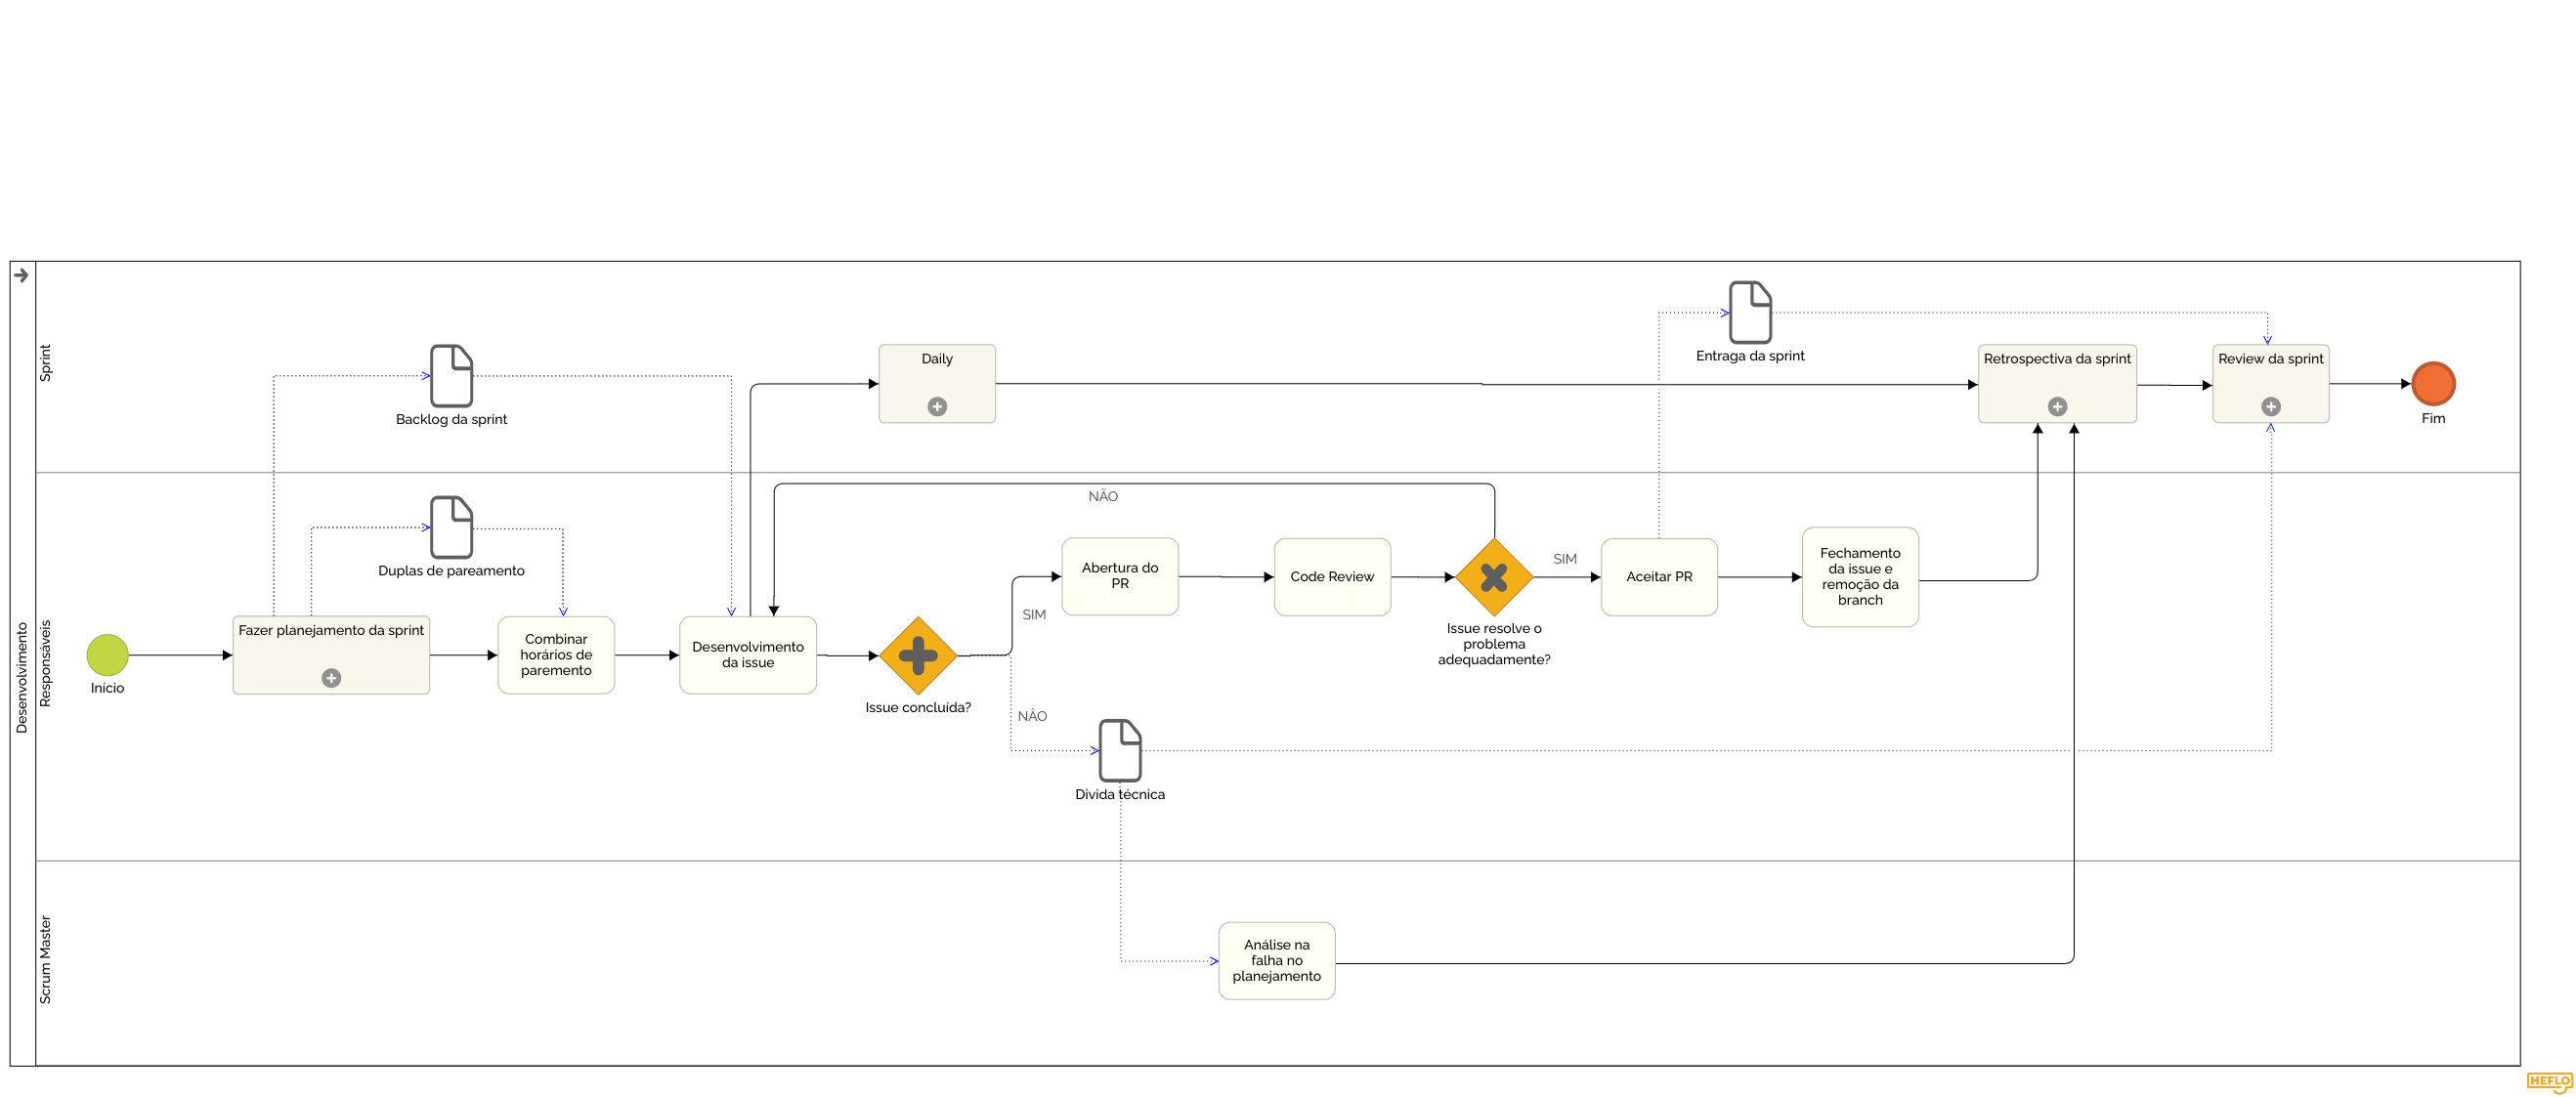 Desenvolvimento
Sprint
Backlog da sprint
Daily
Entraga da sprint
Retrospectiva da sprint
Review da sprint
Fim
Responsáveis
Início
Fazer planejamento da sprint
Duplas de pareamento
Combinar
horários de
paremento
Desenvolvimento
da issue
Issue concluída?
SIM
NÃO
Abertura do
PR
Code Review
NÃO
Issue resolve o
problema
adequadamente?
SIM
Aceitar PR
Fechamento
da issue e
remoção da
branch
Divida técnica
Scrum Master
Análise na
falha no
planejamento
HEFLO